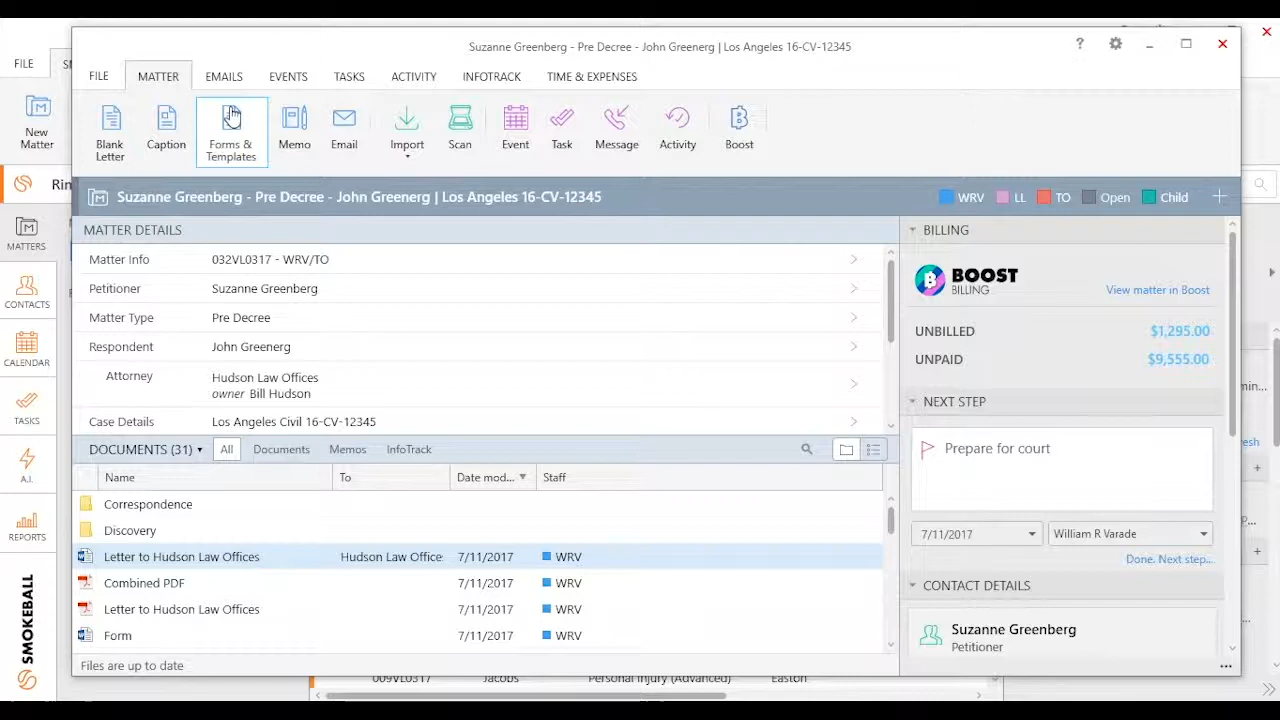 Suzanne Greenberg - Pre Decree - John Greenerg | Los Angeles 16-CV-12345
?
FILE
FILE
MATTER
EMAILS
EVENTS
TASKS
ACTIVITY
INFOTRACK
TIME & EXPENSES
New
Matter
Blank
Letter
Caption
Forms &
Templates
Memo
Email
Import
Scan
Event
Task
Message
Activity
Boost
Suzanne Greenberg - Pre Decree - John Greenerg | Los Angeles 16-CV-12345
WRV
LL
TO
Open
Child
MATTERS
CONTACTS
CALENDAR
TASKS
A.I.
REPORTS
SMOKEBALL
MATTER DETAILS
Matter Info 032VL0317 - WRV/TO
Petitioner Suzanne Greenberg
Matter Type Pre Decree
Respondent John Greenerg
Attorney Hudson Law Offices
owner Bill Hudson
Case Details Los Angeles Civil 16-CV-12345
DOCUMENTS (31) All Documents Memos InfoTrack
Name To Date mod... Staff
Correspondence
Discovery
Letter to Hudson Law Offices Hudson Law Office 7/11/2017 WRV
Combined PDF 7/11/2017 WRV
Letter to Hudson Law Offices 7/11/2017 WRV
Form 7/11/2017 WRV
Files are up to date
BILLING
BOOST
BILLING
View matter in Boost
UNBILLED $1,295.00
UNPAID $9,555.00
NEXT STEP
Prepare for court
7/11/2017 William R Varade
Done. Next step...
CONTACT DETAILS
Suzanne Greenberg
Petitioner
009VL0317 Jacobs Personal Injury (Advanced) Easton